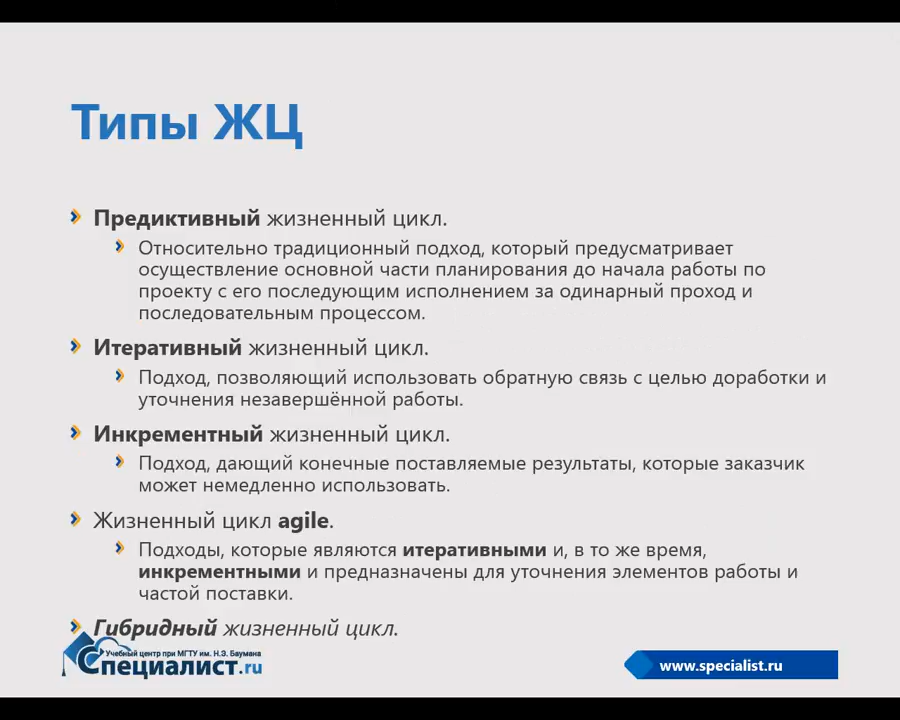 Типы ЖЦ
Предиктивный жизненный цикл.
Относительно традиционный подход, который предусматривает
осуществление основной части планирования до начала работы по
проекту с его последующим исполнением за одинарный проход и
последовательным процессом.
Итеративный жизненный цикл.
Подход, позволяющий использовать обратную связь с целью доработки и
уточнения незавершённой работы.
Инкрементный жизненный цикл.
Подход, дающий конечные поставляемые результаты, которые заказчик
может немедленно использовать.
Жизненный цикл agile.
Подходы, которые являются итеративными и, в то же время,
инкрементными и предназначены для уточнения элементов работы и
частой поставки.
Гибридный жизненный цикл.
Учебный центр при МГТУ им. Н.Э. Баумана
Специалист.ru
www.specialist.ru